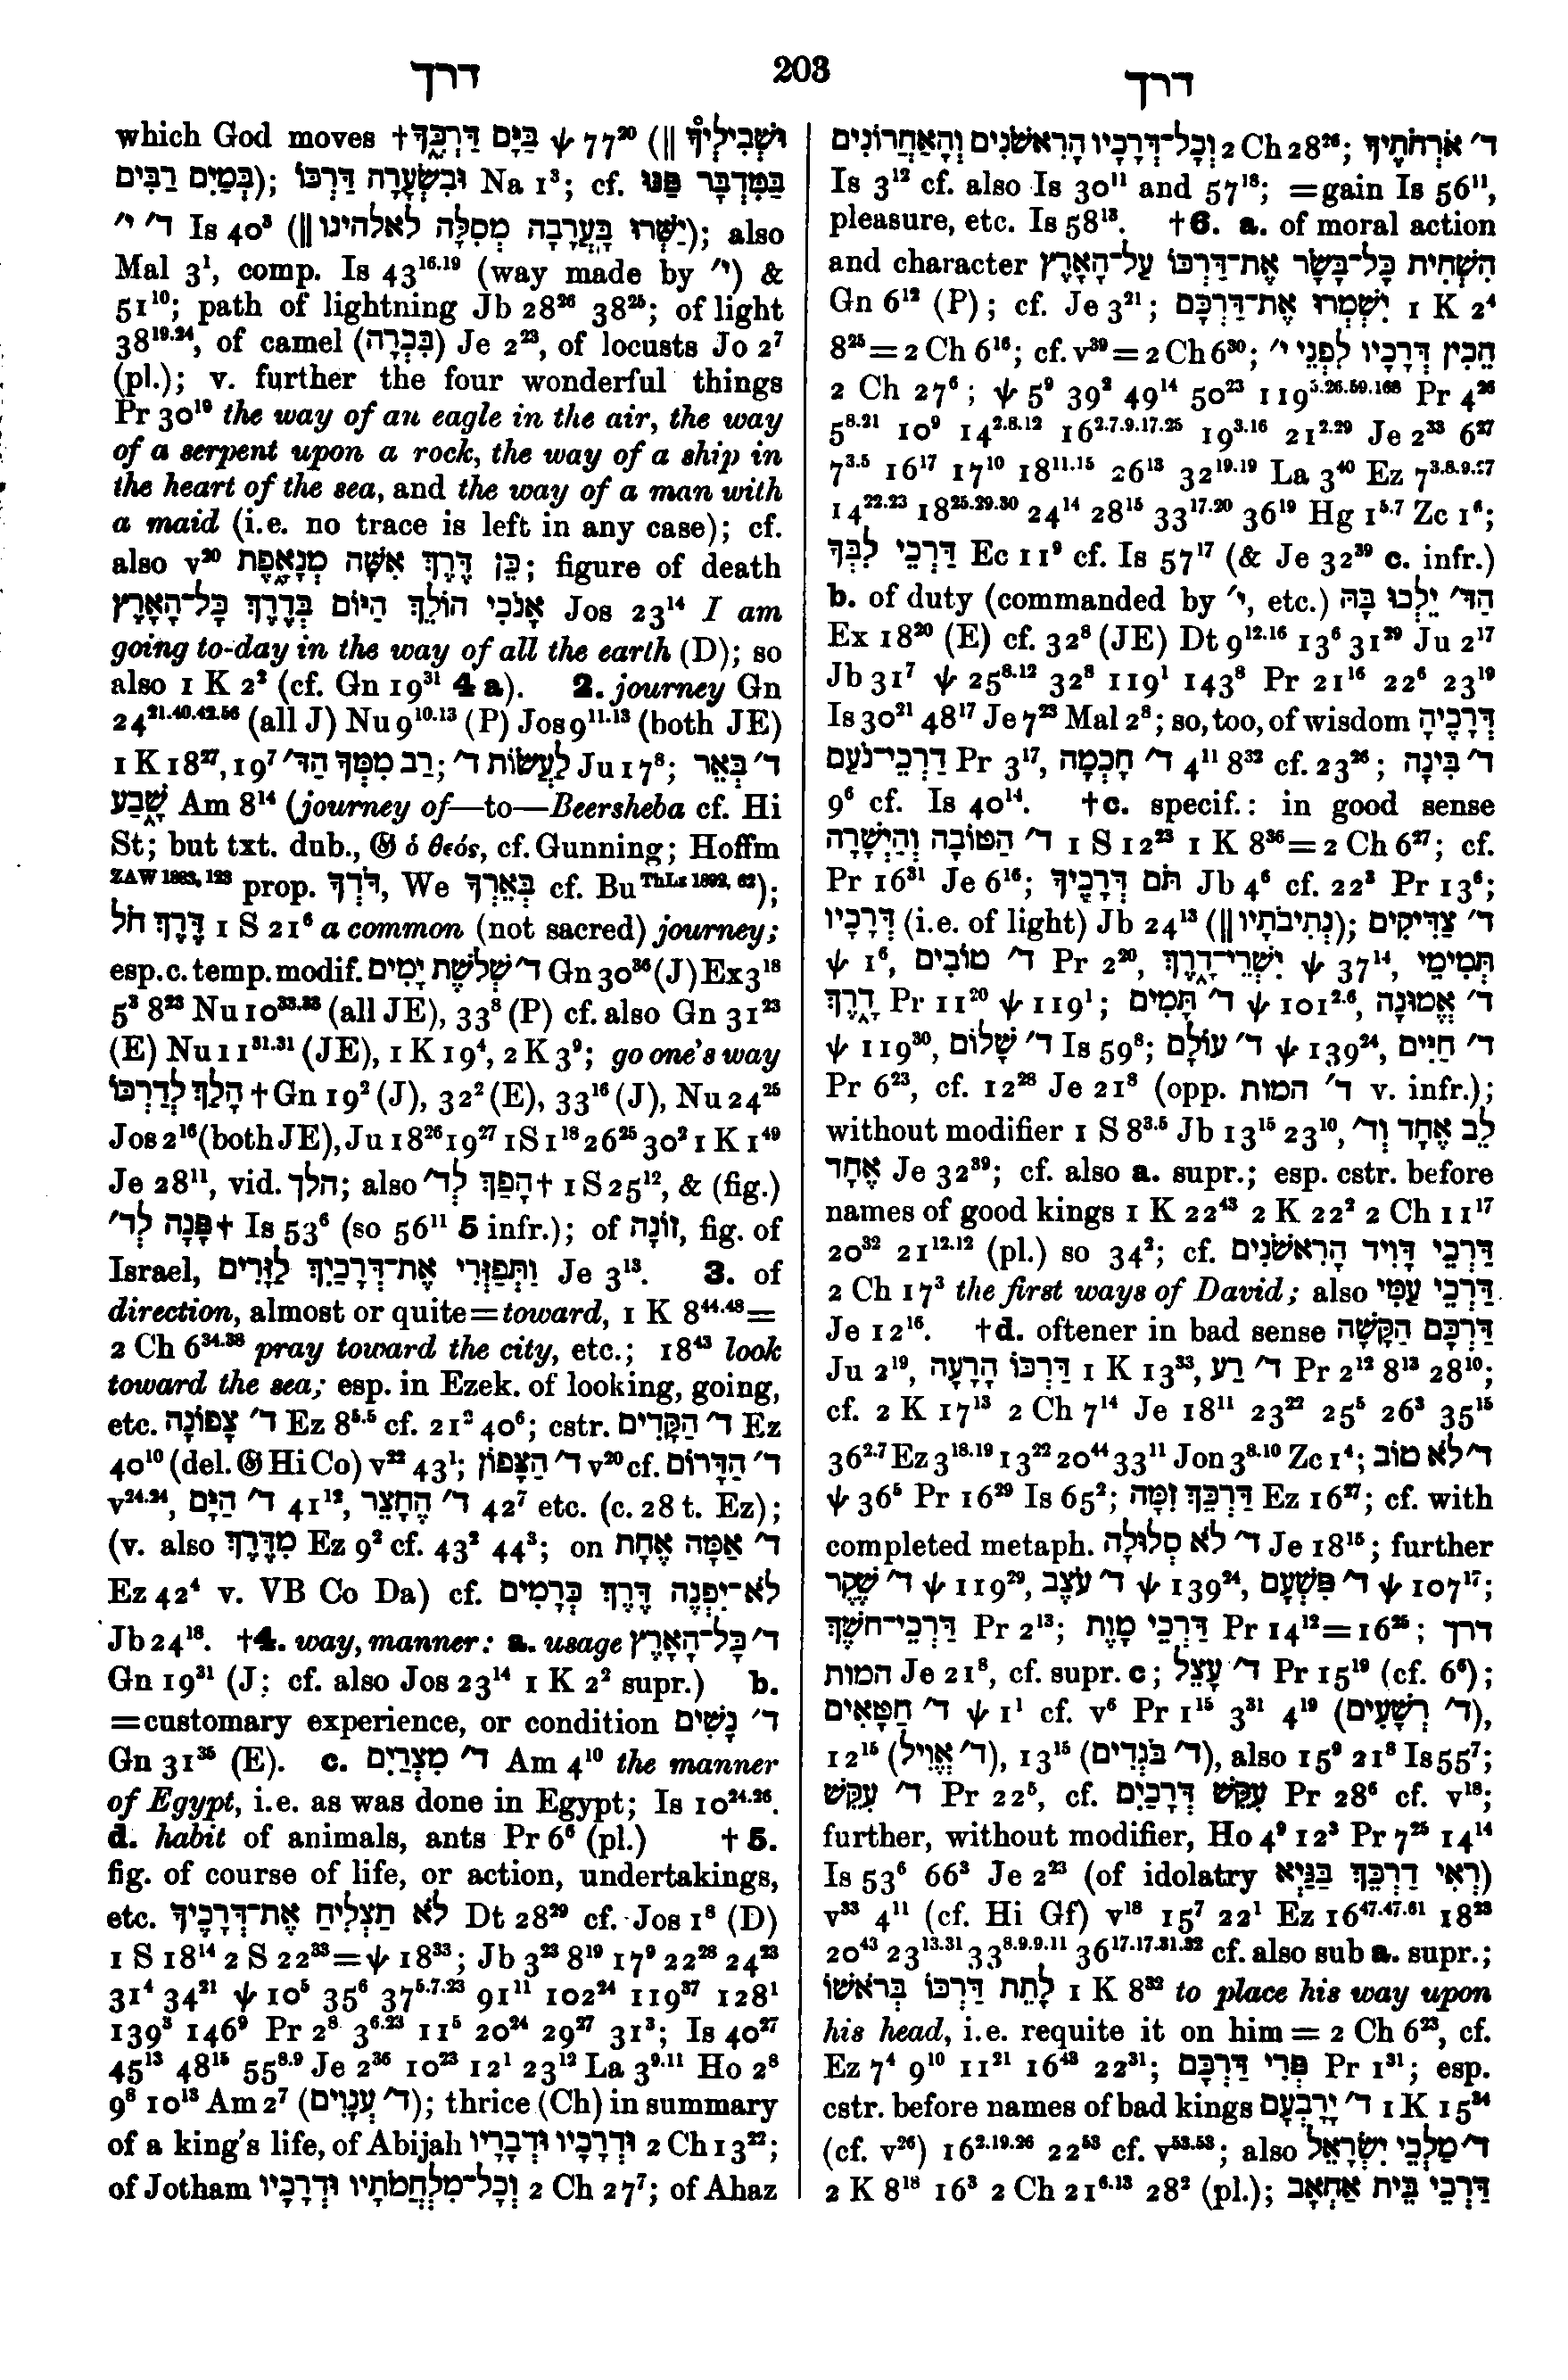 דרך 203 דרך
which God moves †בַּיָּם דַּרְכֶּ֑ךָ ψ 77²⁰ (‖ וּשְׁבִילְיךָ
בְּמַיִם רַבִּים); וּבִשְׂעָרָה דַּרְכּוֹ Na 1³; cf. בַּמִּדְבָּר פַּנּוּ
ד׳ י׳ Is 40³ (‖ יַשְּׁרוּ בָּֽעֲרָבָה מְסִלָּה לאלהינו); also
Mal 3¹, comp. Is 43¹⁶·¹⁹ (way made by י׳) &
51¹⁰; path of lightning Jb 28²⁶ 38²⁵; of light
38¹⁹·²⁴, of camel (בִּכְרָה) Je 2²³, of locusts Jo 2⁷
(pl.); v. further the four wonderful things
Pr 30¹⁹ the way of an eagle in the air, the way
of a serpent upon a rock, the way of a ship in
the heart of the sea, and the way of a man with
a maid (i.e. no trace is left in any case); cf.
also v²⁰ כֵּן דֶּרֶךְ אִשָּׁה מְנָאָ֑פֶת; figure of death
אָנֹכִי הוֹלֵךְ הַיּוֹם בְּדֶרֶךְ כָּל־הָאָרֶץ Jos 23¹⁴ I am
going to-day in the way of all the earth (D); so
also 1 K 2² (cf. Gn 19³¹ 4 a). 2. journey Gn
24²¹·⁴⁰·⁴²·⁵⁶ (all J) Nu 9¹⁰·¹³ (P) Jos 9¹¹·¹³ (both JE)
1 K 18²⁷, 19⁷ רַב מִמְּךָ הַדּ׳; לַעֲשׂוֹת ד׳ Ju 17⁸; ד׳ בְּאֵר
שָׁ֑בַע Am 8¹⁴ (journey of—to—Beersheba cf. Hi
St; but txt. dub., 𝔊 ὁ θεός, cf. Gunning; Hoffm
ZAW 1883, 123 prop. דֹּדְךָ, We בְּאֵרְךָ cf. Bu ThLz 1892, 62);
דֶּרֶךְ חֹל 1 S 21⁶ a common (not sacred) journey;
esp. c. temp. modif. ד׳ שְׁלשֶׁת יָמִים Gn 30³⁶ (J) Ex 3¹⁸
5³ 8²³ Nu 10³³·³³ (all JE), 33⁸ (P) cf. also Gn 31²³
(E) Nu 11³¹·³¹ (JE), 1 K 19⁴, 2 K 3⁹; go one's way
הָלַךְ לְדַרְכּוֹ † Gn 19² (J), 32² (E), 33¹⁶ (J), Nu 24²⁵
Jos 2¹⁶ (both JE), Ju 18²⁶ 19²⁷ 1 S 1¹⁸ 26²⁵ 30² 1 K 1⁴⁹
Je 28¹¹, vid. הלך; also הָפַךְ לְד׳ † 1 S 25¹², & (fig.)
פָּנָה לְד׳ † Is 53⁶ (so 56¹¹ 5 infr.); of זוֹנָה, fig. of
Israel, וַתְּפַזְּרִי אֶת־דְּרָכַיִךְ לַזָּרִים Je 3¹³. 3. of
direction, almost or quite = toward, 1 K 8⁴⁴·⁴⁸ =
2 Ch 6³⁴·³⁸ pray toward the city, etc.; 18⁴³ look
toward the sea; esp. in Ezek. of looking, going,
etc. ד׳ צָפוֹנָה Ez 8⁵·⁵ cf. 21² 40⁶; cstr. ד׳ הַקָּדִים Ez
40¹⁰ (del. 𝔊 Hi Co) v²² 43¹; ד׳ הַצָּפוֹן v²⁰ cf. ד׳ הַדָּרוֹם
v²⁴·²⁴, ד׳ הַיָּם 41¹², ד׳ הֶחָצֵר 42⁷ etc. (c. 28 t. Ez);
(v. also מִדֶּרֶךְ Ez 9² cf. 43² 44³; on ד׳ אַמָּה אֶחָת
Ez 42⁴ v. VB Co Da) cf. לֹא־יִפְנֶה דֶּרֶךְ כְּרָמִים
Jb 24¹⁸. †4. way, manner: a. usage ד׳ כָּל־הָאָרֶץ
Gn 19³¹ (J; cf. also Jos 23¹⁴ 1 K 2² supr.) b.
=customary experience, or condition ד׳ נָשִׁים
Gn 31³⁵ (E). c. ד׳ מִצְרַיִם Am 4¹⁰ the manner
of Egypt, i.e. as was done in Egypt; Is 10²⁴·²⁶.
d. habit of animals, ants Pr 6⁶ (pl.) † 5.
fig. of course of life, or action, undertakings,
etc. לֹא תַצְלִיחַ אֶת־דְּרָכֶיךָ Dt 28²⁹ cf. Jos 1⁸ (D)
1 S 18¹⁴ 2 S 22³³ = ψ 18³³; Jb 3²³ 8¹⁹ 17⁹ 22²⁸ 24²³
31⁴ 34²¹ ψ 10⁵ 35⁶ 37⁵·⁷·²³ 91¹¹ 102²⁴ 119³⁷ 128¹
139³ 146⁹ Pr 2⁸ 3⁶·²³ 11⁵ 20²⁴ 29²⁷ 31³; Is 40²⁷
45¹³ 48¹⁵ 55⁸·⁹ Je 2³⁶ 10²³ 12¹ 23¹² La 3⁹·¹¹ Ho 2⁸
9⁸ 10¹³ Am 2⁷ (ד׳ עֲנָוִים); thrice (Ch) in summary
of a king's life, of Abijah וּדְרָכָיו וּדְבָרָיו 2 Ch 13²²;
of Jotham וְכָל־מִלְחֲמֹתָיו וּדְרָכָיו 2 Ch 27⁷; of Ahaz
וְכָל־דְּרָכָיו הָרִאשֹׁנִים וְהָאַחֲרוֹנִים 2 Ch 28²⁶; ד׳ אֹרְחֹתֶיךָ
Is 3¹² cf. also Is 30¹¹ and 57¹⁸; =gain Is 56¹¹,
pleasure, etc. Is 58¹³. †6. a. of moral action
and character הִשְׁחִית כָּל־בָּשָׂר אֶת־דַּרְכּוֹ עַל־הָאָרֶץ
Gn 6¹² (P); cf. Je 3²¹; יִשְׁמְרוּ אֶת־דַּרְכָּם 1 K 2⁴
8²⁵ = 2 Ch 6¹⁶; cf. v³⁹ = 2 Ch 6³⁰; הֵכִין דְּרָכָיו לִפְנֵי י׳
2 Ch 27⁶; ψ 5⁹ 39² 49¹⁴ 50²³ 119⁵·²⁶·⁵⁹·¹⁶⁸ Pr 4²⁶
5⁸·²¹ 10⁹ 14²·⁸·¹² 16²·⁷·⁹·¹⁷·²⁵ 19³·¹⁶ 21²·²⁹ Je 2³³ 6²⁷
7³·⁵ 16¹⁷ 17¹⁰ 18¹¹·¹⁵ 26¹³ 32¹⁹·¹⁹ La 3⁴⁰ Ez 7³·⁸·⁹·²⁷
14²²·²³ 18²⁵·²⁹·³⁰ 24¹⁴ 28¹⁵ 33¹⁷·²⁰ 36¹⁹ Hg 1⁵·⁷ Zc 1⁶;
דַּרְכֵי לִבְּךָ Ec 11⁹ cf. Is 57¹⁷ (& Je 32³⁹ c. infr.)
b. of duty (commanded by י׳, etc.) הַדּ׳ יֵלְכוּ בָהּ
Ex 18²⁰ (E) cf. 32⁸ (JE) Dt 9¹²·¹⁶ 13⁶ 31²⁹ Ju 2¹⁷
Jb 31⁷ ψ 25⁸·¹² 32⁸ 119¹ 143⁸ Pr 21¹⁶ 22⁶ 23¹⁹
Is 30²¹ 48¹⁷ Je 7²³ Mal 2⁸; so, too, of wisdom דְּרָכֶיהָ
דַרְכֵי־נֹעַם Pr 3¹⁷, ד׳ חָכְמָה 4¹¹ 8³² cf. 23²⁶; ד׳ בִּינָה
9⁶ cf. Is 40¹⁴. †c. specif.: in good sense
ד׳ הַטּוֹבָה וְהַיְשָׁרָה 1 S 12²³ 1 K 8³⁶ = 2 Ch 6²⁷; cf.
Pr 16³¹ Je 6¹⁶; תֹּם דְּרָכֶיךָ Jb 4⁶ cf. 22³ Pr 13⁶;
דְּרָכָיו (i.e. of light) Jb 24¹³ (‖ נְתִיבֹתָיו); ד׳ צַדִּיקִים
ψ 1⁶, ד׳ טוֹבִים Pr 2²⁰, יִשְׁרֵי־דָ֑רֶךְ ψ 37¹⁴, תְּמִימֵי
דָ֑רֶךְ Pr 11²⁰ ψ 119¹; ד׳ תָּמִים ψ 101²·⁶, ד׳ אֱמוּנָה
ψ 119³⁰, ד׳ שָׁלוֹם Is 59⁸; ד׳ עוֹלָם ψ 139²⁴, ד׳ חַיִּים
Pr 6²³, cf. 12²⁸ Je 21⁸ (opp. ד׳ המות v. infr.);
without modifier 1 S 8³·⁵ Jb 13¹⁵ 23¹⁰, לֵב אֶחָד וְד׳
אֶחָד Je 32³⁹; cf. also a. supr.; esp. cstr. before
names of good kings 1 K 22⁴³ 2 K 22² 2 Ch 11¹⁷
20³² 21¹²·¹² (pl.) so 34²; cf. דַּרְכֵי דָּוִיד הָרִאשֹׁנִים
2 Ch 17³ the first ways of David; also דַּרְכֵי עַמִּי
Je 12¹⁶. †d. oftener in bad sense דַּרְכָּם הַקָּשָׁה
Ju 2¹⁹, דַּרְכּוֹ הָרָעָה 1 K 13³³, ד׳ רַע Pr 2¹² 8¹³ 28¹⁰;
cf. 2 K 17¹³ 2 Ch 7¹⁴ Je 18¹¹ 23²² 25⁵ 26³ 35¹⁵
36²·⁷ Ez 3¹⁸·¹⁹ 13²² 20⁴⁴ 33¹¹ Jon 3⁸·¹⁰ Zc 1⁴; ד׳ לֹא טוֹב
ψ 36⁵ Pr 16²⁹ Is 65²; דַּרְכֵּךְ זִמָּה Ez 16²⁷; cf. with
completed metaph. ד׳ לֹא סְלוּלָה Je 18¹⁵; further
ד׳ שֶׁקֶר ψ 119²⁹, ד׳ עֹצֶב ψ 139²⁴, ד׳ פִּשְׁעָם ψ 107¹⁷;
דַּרְכֵי־חֹשֶׁךְ Pr 2¹³; דַּרְכֵי מָוֶת Pr 14¹² = 16²⁵; דרך
המות Je 21⁸, cf. supr. c; ד׳ עָצֵל Pr 15¹⁹ (cf. 6⁶);
ד׳ חַטָּאִים ψ 1¹ cf. v⁶ Pr 1¹⁵ 3³¹ 4¹⁹ (ד׳ רְשָׁעִים),
12¹⁵ (ד׳ אֱוִיל), 13¹⁵ (ד׳ בֹּגְדִים), also 15⁹ 21⁸ Is 55⁷;
ד׳ עִקֵּשׁ Pr 22⁵, cf. עִקֵּשׁ דְּרָכַיִם Pr 28⁶ cf. v¹⁸;
further, without modifier, Ho 4⁹ 12³ Pr 7²⁵ 14¹⁴
Is 53⁶ 66³ Je 2²³ (of idolatry רְאִי דַרְכֵּךְ בַּגַּיְא)
v³³ 4¹¹ (cf. Hi Gf) v¹⁸ 15⁷ 22¹ Ez 16⁴⁷·⁴⁷·⁶¹ 18²³
20⁴³ 23¹³·³¹ 33⁸·⁹·⁹·¹¹ 36¹⁷·¹⁷·³¹·³² cf. also sub a. supr.;
לָתֵת דַּרְכּוֹ בְּרֹאשׁוֹ 1 K 8³² to place his way upon
his head, i.e. requite it on him = 2 Ch 6²³, cf.
Ez 7⁴ 9¹⁰ 11²¹ 16⁴³ 22³¹; פְּרִי דַרְכָּם Pr 1³¹; esp.
cstr. before names of bad kings ד׳ יָרָבְעָם 1 K 15³⁴
(cf. v²⁶) 16²·¹⁹·²⁶ 22⁵³ cf. v⁵³·⁵³; also ד׳ מַלְכֵי יִשְׂרָאֵל
2 K 8¹⁸ 16³ 2 Ch 21⁶·¹³ 28² (pl.); דַּרְכֵי בֵּית אַחְאָב